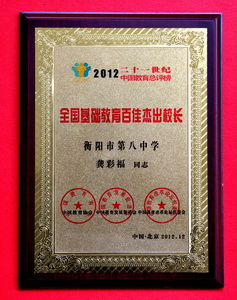 2012 二十一世纪
中国教育总评榜
全国基础教育百佳杰出校长
衡阳市第八中学
龚彩福 同志
中国·北京 2012.12